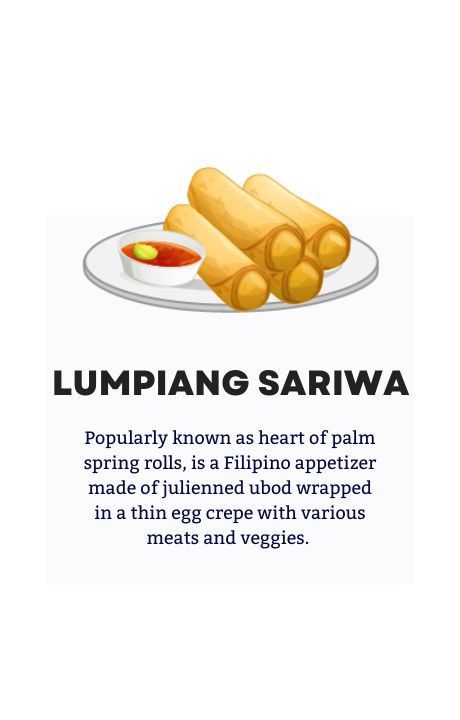 LUMPIANG SARIWA
Popularly known as heart of palm
spring rolls, is a Filipino appetizer
made of julienned ubod wrapped
in a thin egg crepe with various
meats and veggies.